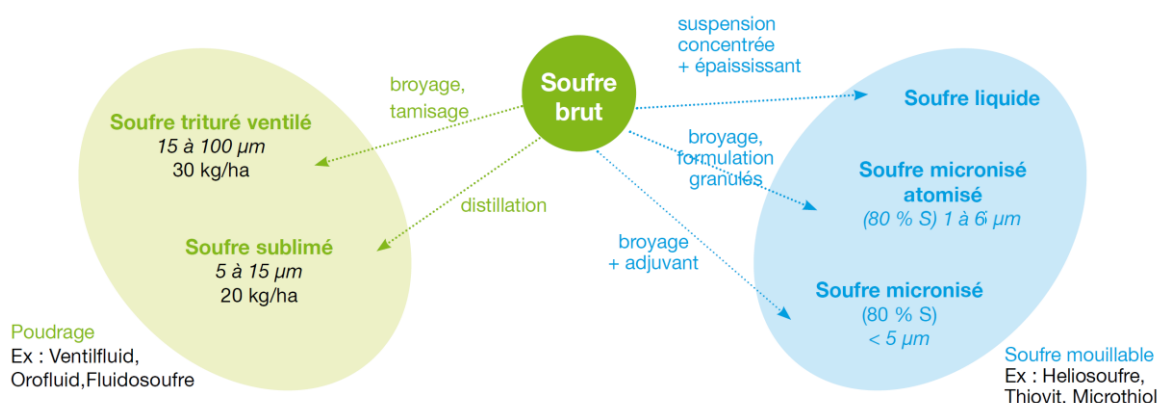 Soufre
brut
broyage,
tamisage
Soufre trituré ventilé
15 à 100 µm
30 kg/ha
distillation
Soufre sublimé
5 à 15 µm
20 kg/ha
Poudrage
Ex : Ventilfluid,
Orofluid,Fluidosoufre
suspension
concentrée
+ épaississant
Soufre liquide
broyage,
formulation
granulés
Soufre micronisé
atomisé
(80 % S) 1 à 6 µm
broyage
+ adjuvant
Soufre micronisé
(80 % S)
< 5 µm
Soufre mouillable
Ex : Heliosoufre,
Thiovit, Microthiol